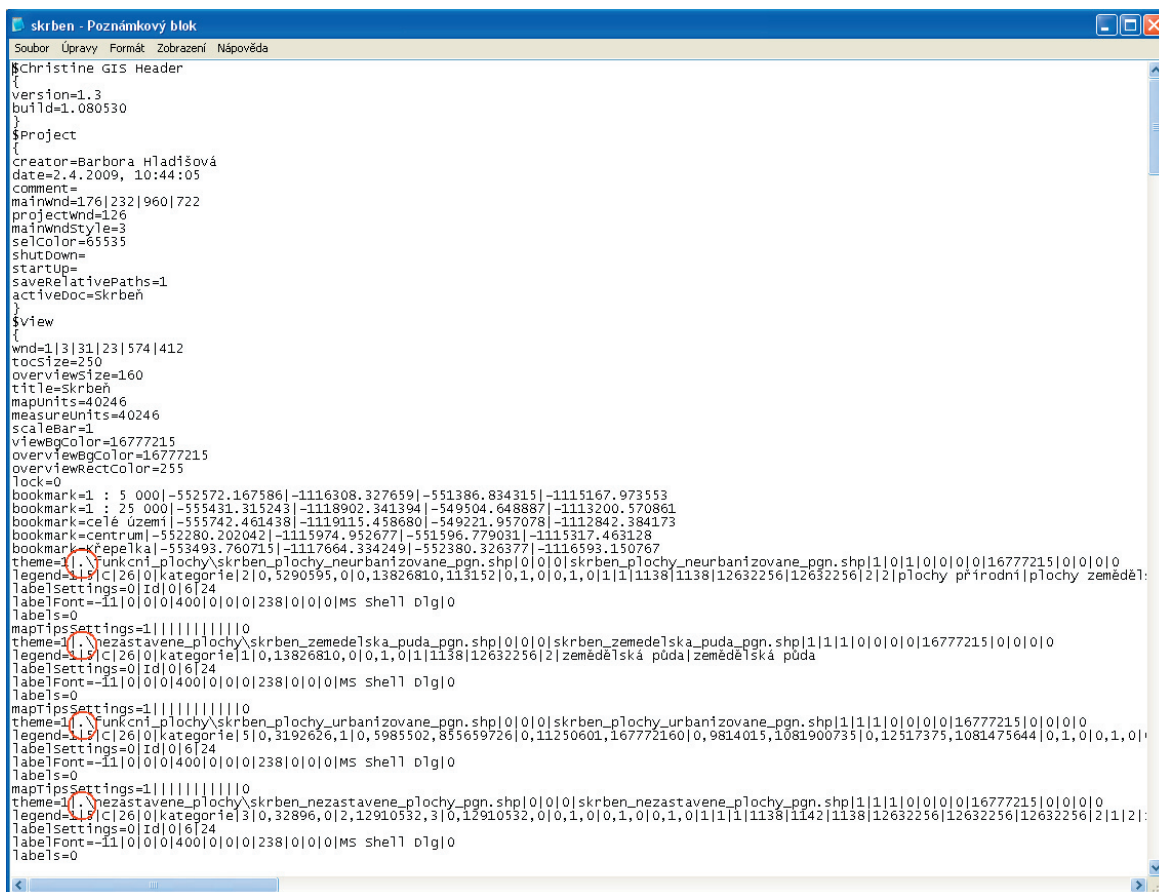 skrben - Poznámkový blok
Soubor Úpravy Formát Zobrazení Nápověda
$Christine GIS Header
{
version=1.3
build=1.080530
}
$Project
{
creator=Barbora Hladišová
date=2.4.2009, 10:44:05
comment=
mainWnd=176|232|960|722
projectWnd=126
mainWndStyle=3
selColor=65535
shutDown=
startUp=
saveRelativePaths=1
activeDoc=Skrbeň
}
$View
{
wnd=1|3|31|23|574|412
tocSize=250
overviewSize=160
title=Skrbeň
mapUnits=40246
measureUnits=40246
scaleBar=1
viewBgColor=16777215
overviewBgColor=16777215
overviewRectColor=255
lock=0
bookmark=1 : 5 000|-552572.167586|-1116308.327659|-551386.834315|-1115167.973553
bookmark=1 : 25 000|-555431.315243|-1118902.341394|-549504.648887|-1113200.570861
bookmark=celé území|-555742.461438|-1119115.458680|-549221.957078|-1112842.384173
bookmark=centrum|-552280.202042|-1115974.952677|-551596.779031|-1115317.463128
bookmark=Křepelka|-553493.760715|-1117664.334249|-552380.326377|-1116593.150767
theme=1|.\funkcni_plochy\skrben_plochy_neurbanizovane_pgn.shp|0|0|0|skrben_plochy_neurbanizovane_pgn.shp|1|0|1|0|0|0|0|16777215|0|0|0|0
legend=1|5|C|26|0|kategorie|2|0,5290595,0|0,13826810,113152|0,1,0|0,1,0|1|1|1138|1138|12632256|12632256|2|2|plochy přírodní|plochy zeměděls
labelSettings=0|Id|0|6|24
labelFont=-11|0|0|0|400|0|0|0|238|0|0|0|MS Shell Dlg|0
labels=0
mapTipsSettings=1|||||||||||0
theme=1|.\nezastavene_plochy\skrben_zemedelska_puda_pgn.shp|0|0|0|skrben_zemedelska_puda_pgn.shp|1|1|1|0|0|0|0|16777215|0|0|0|0
legend=1|5|C|26|0|kategorie|1|0,13826810,0|0,1,0|1|1138|12632256|2|zemědělská půda|zemědělská půda
labelSettings=0|Id|0|6|24
labelFont=-11|0|0|0|400|0|0|0|238|0|0|0|MS Shell Dlg|0
labels=0
mapTipsSettings=1|||||||||||0
theme=1|.\funkcni_plochy\skrben_plochy_urbanizovane_pgn.shp|0|0|0|skrben_plochy_urbanizovane_pgn.shp|1|1|1|0|0|0|0|16777215|0|0|0|0
legend=1|5|C|26|0|kategorie|5|0,3192626,1|0,5985502,855659726|0,11250601,167772160|0,9814015,1081900735|0,12517375,1081475644|0,1,0|0,1,0|
labelSettings=0|Id|0|6|24
labelFont=-11|0|0|0|400|0|0|0|238|0|0|0|MS Shell Dlg|0
labels=0
mapTipsSettings=1|||||||||||0
theme=1|.\nezastavene_plochy\skrben_nezastavene_plochy_pgn.shp|0|0|0|skrben_nezastavene_plochy_pgn.shp|1|1|1|0|0|0|0|16777215|0|0|0|0
legend=1|5|C|26|0|kategorie|3|0,32896,0|2,12910532,3|0,12910532,0|0,1,0|0,1,0|0,1,0|1|1|1|1138|1142|1138|12632256|12632256|12632256|2|1|2|
labelSettings=0|Id|0|6|24
labelFont=-11|0|0|0|400|0|0|0|238|0|0|0|MS Shell Dlg|0
labels=0